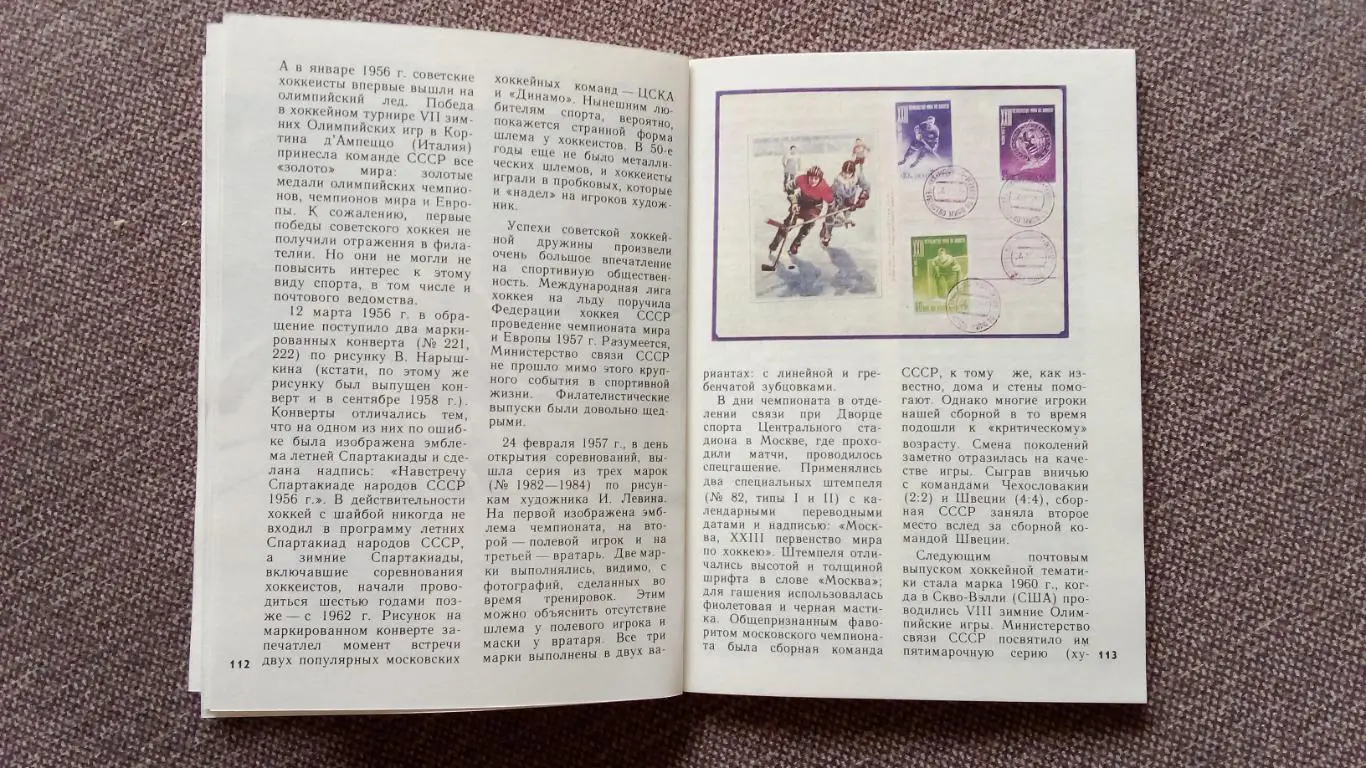 А в январе 1956 г. советские
хоккеисты впервые вышли на
олимпийский лед. Победа
в хоккейном турнире VII зим-
них Олимпийских игр в Кор-
тина д'Ампеццо (Италия)
принесла команде СССР все
«золото» мира: золотые
медали олимпийских чемпио-
нов, чемпионов мира и Евро-
пы. К сожалению, первые
победы советского хоккея не
получили отражения в фила-
телии. Но они не могли не
повысить интерес к этому
виду спорта, в том числе и
почтового ведомства.
12 марта 1956 г. в обра-
щение поступило два марки-
рованных конверта (№ 221,
222) по рисунку В. Нарыш-
кина (кстати, по этому же
рисунку был выпущен кон-
верт и в сентябре 1958 г.).
Конверты отличались тем,
что на одном из них по ошиб-
ке была изображена эмбле-
ма летней Спартакиады и сде-
лана надпись: «Навстречу
Спартакиаде народов СССР
1956 г.». В действительности
хоккей с шайбой никогда не
входил в программу летних
Спартакиад народов СССР,
а зимние Спартакиады,
включавшие соревнования
хоккеистов, начали прово-
диться шестью годами поз-
же — с 1962 г. Рисунок на
маркированном конверте за-
печатлел момент встречи
двух популярных московских
112
хоккейных команд — ЦСКА
и «Динамо». Нынешним лю-
бителям спорта, вероятно,
покажется странной форма
шлема у хоккеистов. В 50-е
годы еще не было металли-
ческих шлемов, и хоккеисты
играли в пробковых, которые
и «надел» на игроков худож-
ник.
Успехи советской хоккей-
ной дружины произвели
очень большое впечатление
на спортивную обществен-
ность. Международная лига
хоккея на льду поручила
Федерации хоккея СССР
проведение чемпионата мира
и Европы 1957 г. Разумеется,
Министерство связи СССР
не прошло мимо этого круп-
ного события в спортивной
жизни. Филателистические
выпуски были довольно щед-
рыми.
24 февраля 1957 г., в день
открытия соревнований, вы-
шла серия из трех марок
(№ 1982—1984) по рисун-
кам художника И. Левина.
На первой изображена эмб-
лема чемпионата, на вто-
рой — полевой игрок и на
третьей — вратарь. Две мар-
ки выполнялись, видимо, с
фотографий, сделанных во
время тренировок. Этим
можно объяснить отсутствие
шлема у полевого игрока и
маски у вратаря. Все три
марки выполнены в двух ва-
риантах: с линейной и гре-
бенчатой зубцовками.
В дни чемпионата в отде-
лении связи при Дворце
спорта Центрального ста-
диона в Москве, где прохо-
дили матчи, проводилось
спецгашение. Применялись
два специальных штемпеля
(№ 82, типы I и II) с ка-
лендарными переводными
датами и надписью: «Моск-
ва, XXIII первенство мира
по хоккею». Штемпеля отли-
чались высотой и толщиной
шрифта в слове «Москва»;
для гашения использовалась
фиолетовая и черная масти-
ка. Общепризнанным фаво-
ритом московского чемпиона-
та была сборная команда
СССР, к тому же, как из-
вестно, дома и стены помо-
гают. Однако многие игроки
нашей сборной в то время
подошли к «критическому»
возрасту. Смена поколений
заметно отразилась на каче-
стве игры. Сыграв вничью
с командами Чехословакии
(2:2) и Швеции (4:4), сбор-
ная СССР заняла второе
место вслед за сборной ко-
мандой Швеции.
Следующим почтовым
выпуском хоккейной темати-
ки стала марка 1960 г., ког-
да в Скво-Вэлли (США) про-
водились VIII зимние Олим-
пийские игры. Министерство
связи СССР посвятило им
пятимарочную серию (ху-
113